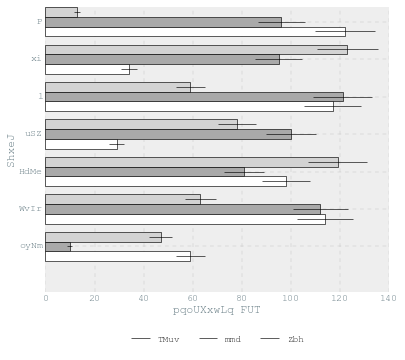 P
xi
l
uSZ
HdMe
WvIr
oyNm
ShxeJ
0 20 40 60 80 100 120 140
pqoUXxwLq FUT
TMuv mmd Zbh